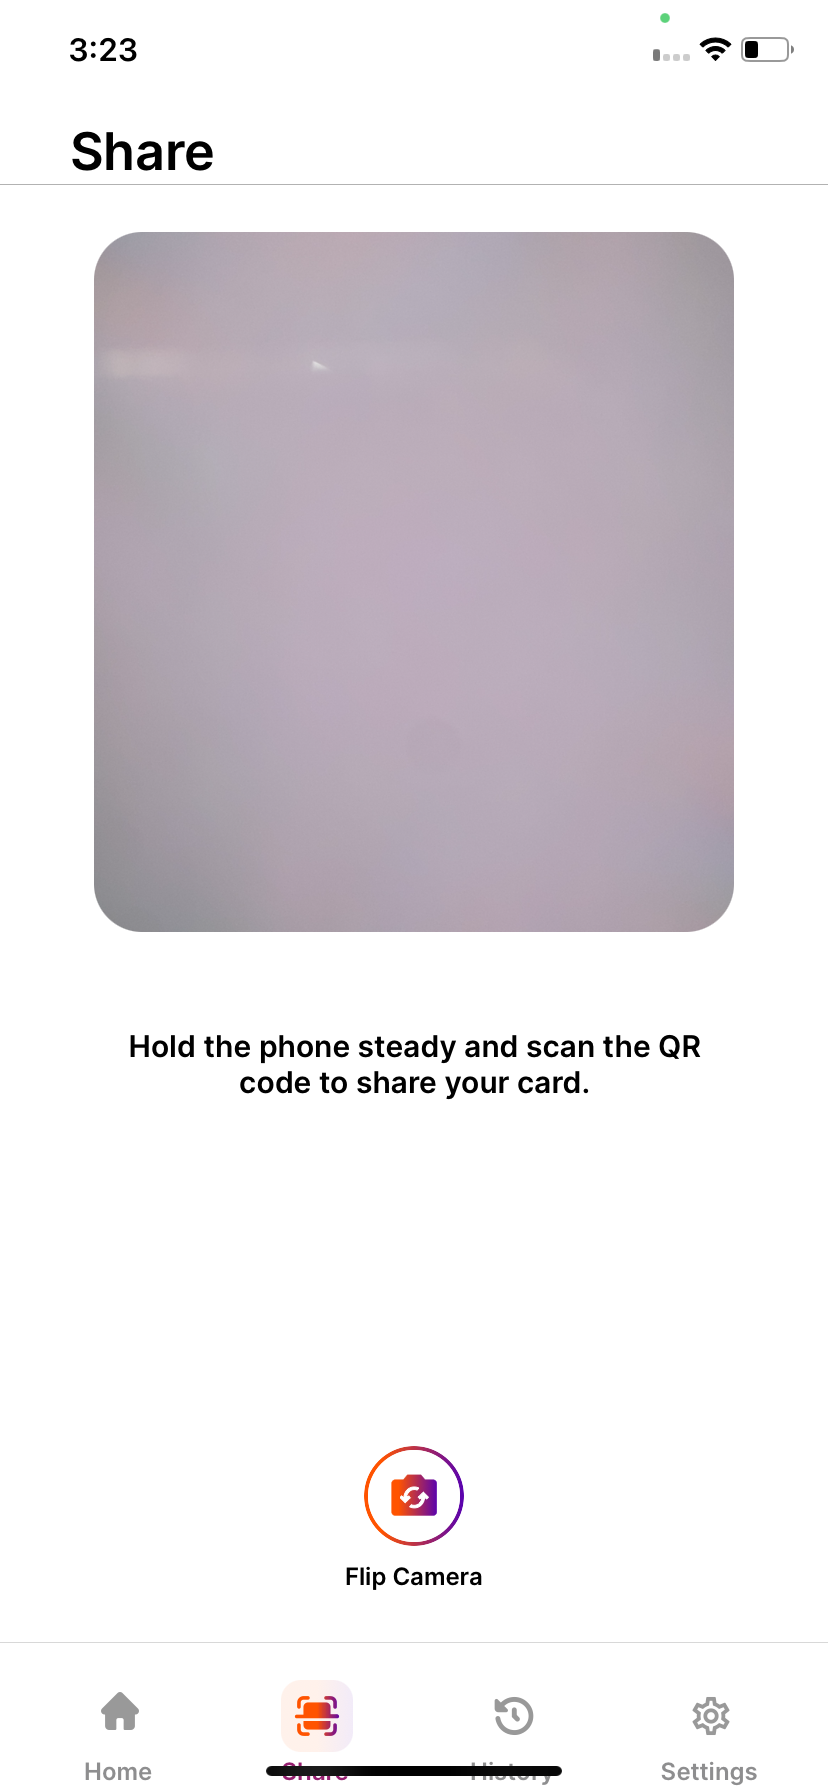 3:23
Share
Hold the phone steady and scan the QR
code to share your card.
Flip Camera
Home
Share
History
Settings